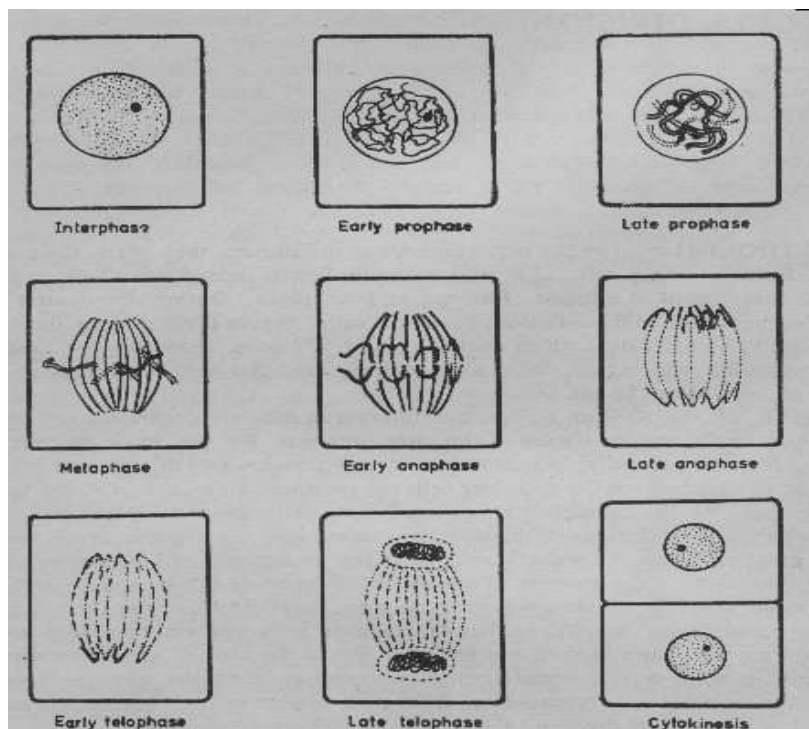 Interphase
Early prophase
Late prophase
Metaphase
Early anaphase
Late anaphase
Early telophase
Late telophase
Cytokinesis